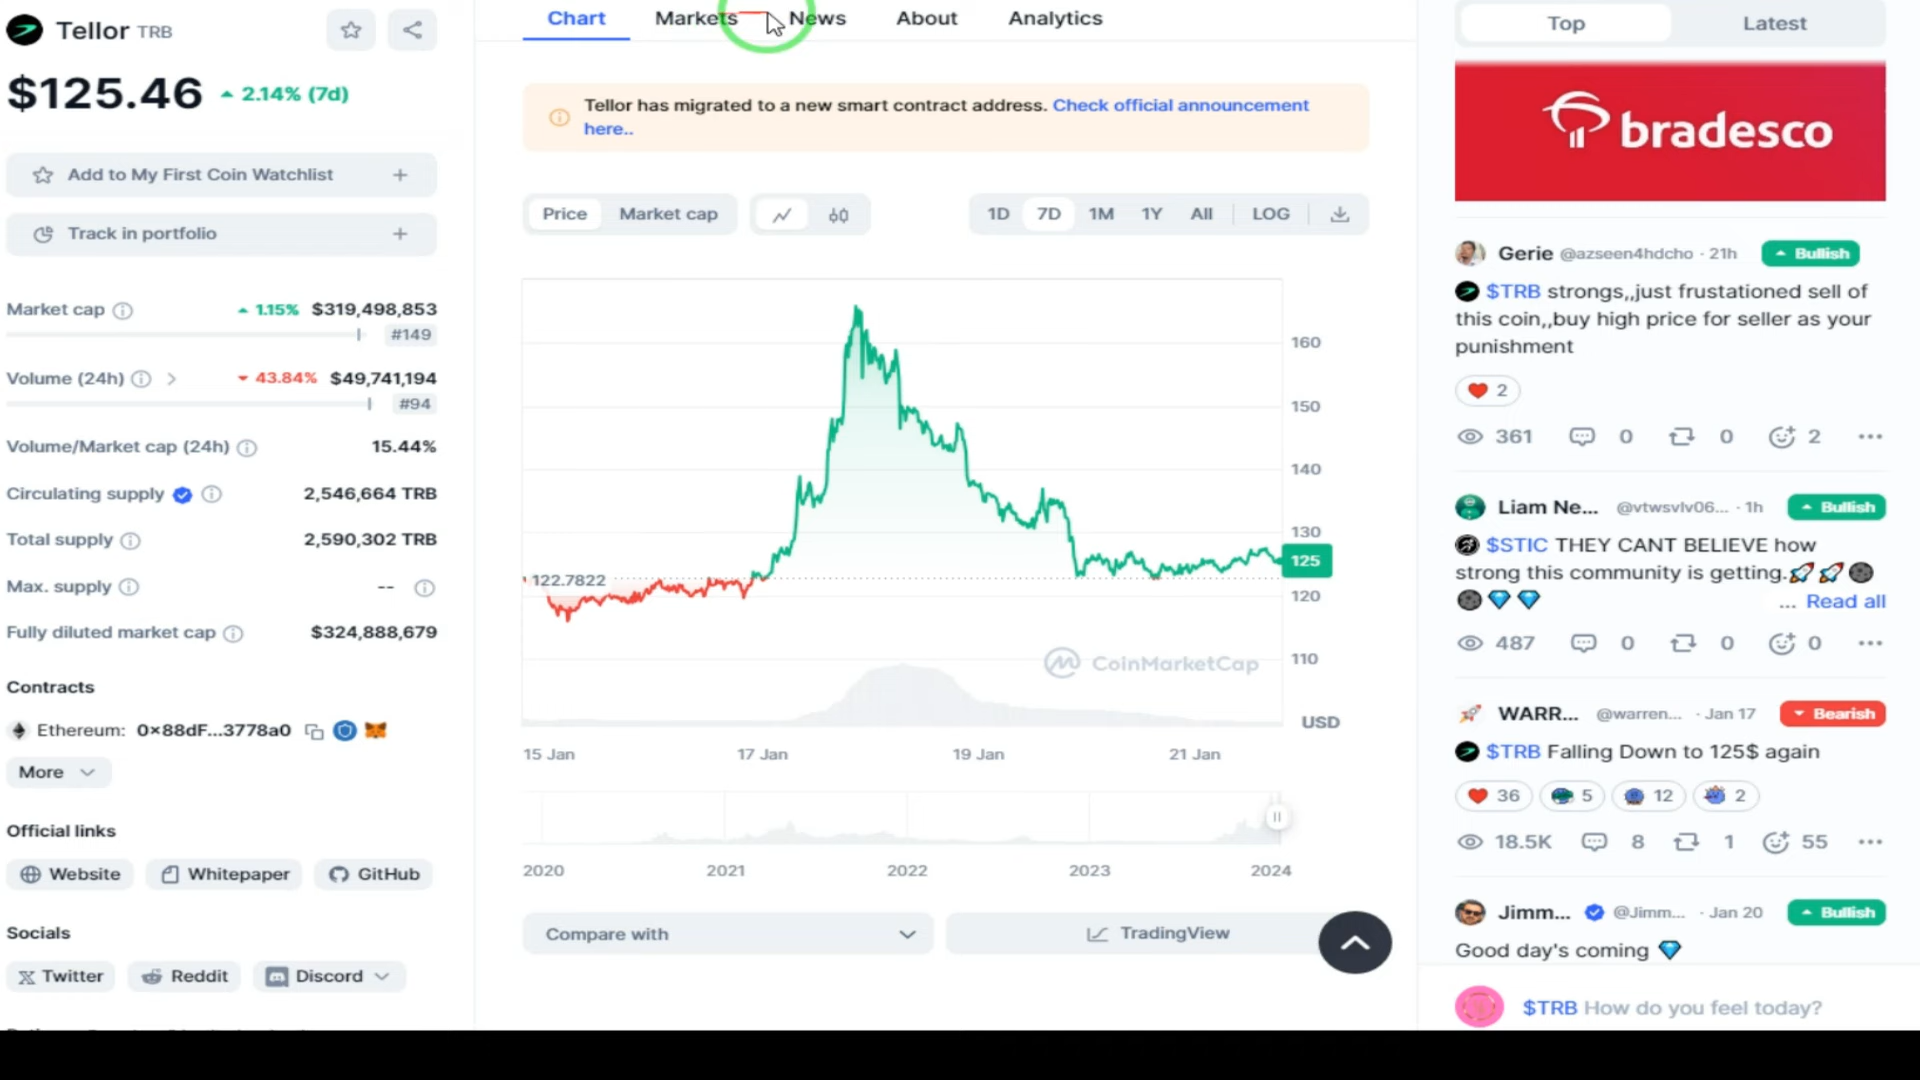 Tellor TRB
$125.46 2.14% (7d)
Add to My First Coin Watchlist +
Track in portfolio +
Market cap 1.15% $319,498,853
#149
Volume (24h) 43.84% $49,741,194
#94
Volume/Market cap (24h) 15.44%
Circulating supply 2,546,664 TRB
Total supply 2,590,302 TRB
Max. supply --
Fully diluted market cap $324,888,679
Contracts
Ethereum: 0x88dF...3778a0
More
Official links
Website Whitepaper GitHub
Socials
Twitter Reddit Discord
Chart Markets News About Analytics
Tellor has migrated to a new smart contract address. Check official announcement
here..
Price Market cap 1D 7D 1M 1Y All LOG
160
150
140
130
125
122.7822
120
110
CoinMarketCap
USD
15 Jan 17 Jan 19 Jan 21 Jan
2020 2021 2022 2023 2024
Compare with TradingView
Top Latest
bradesco
Gerie @azseen4hdcho · 21h Bullish
$TRB strongs,,just frustationed sell of
this coin,,buy high price for seller as your
punishment
2
361 0 0 2 ...
Liam Ne... @vtwsvlv06... · 1h Bullish
$STIC THEY CANT BELIEVE how
strong this community is getting.
... Read all
487 0 0 0 ...
WARR... @warren... · Jan 17 Bearish
$TRB Falling Down to 125$ again
36 5 12 2
18.5K 8 1 55 ...
Jimm... @Jimm... · Jan 20 Bullish
Good day's coming
$TRB How do you feel today?